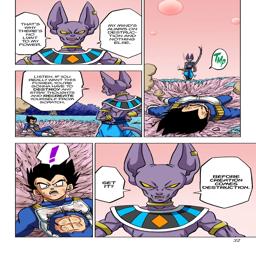 THAT'S
WHY
THERE'S
NO
LIMIT
TO MY
POWER.
MY MIND'S
ALWAYS ON
DESTRUC-
TION AND
NOTHING
ELSE.
LISTEN. IF YOU
REALLY WANT THIS
POWER, YOU'RE
GONNA HAVE TO
DESTROY ANY
STRAY THOUGHTS
AND RECREATE
YOURSELF FROM
SCRATCH.
!
GET
IT?
BEFORE
CREATION
COMES
DESTRUCTION.
32